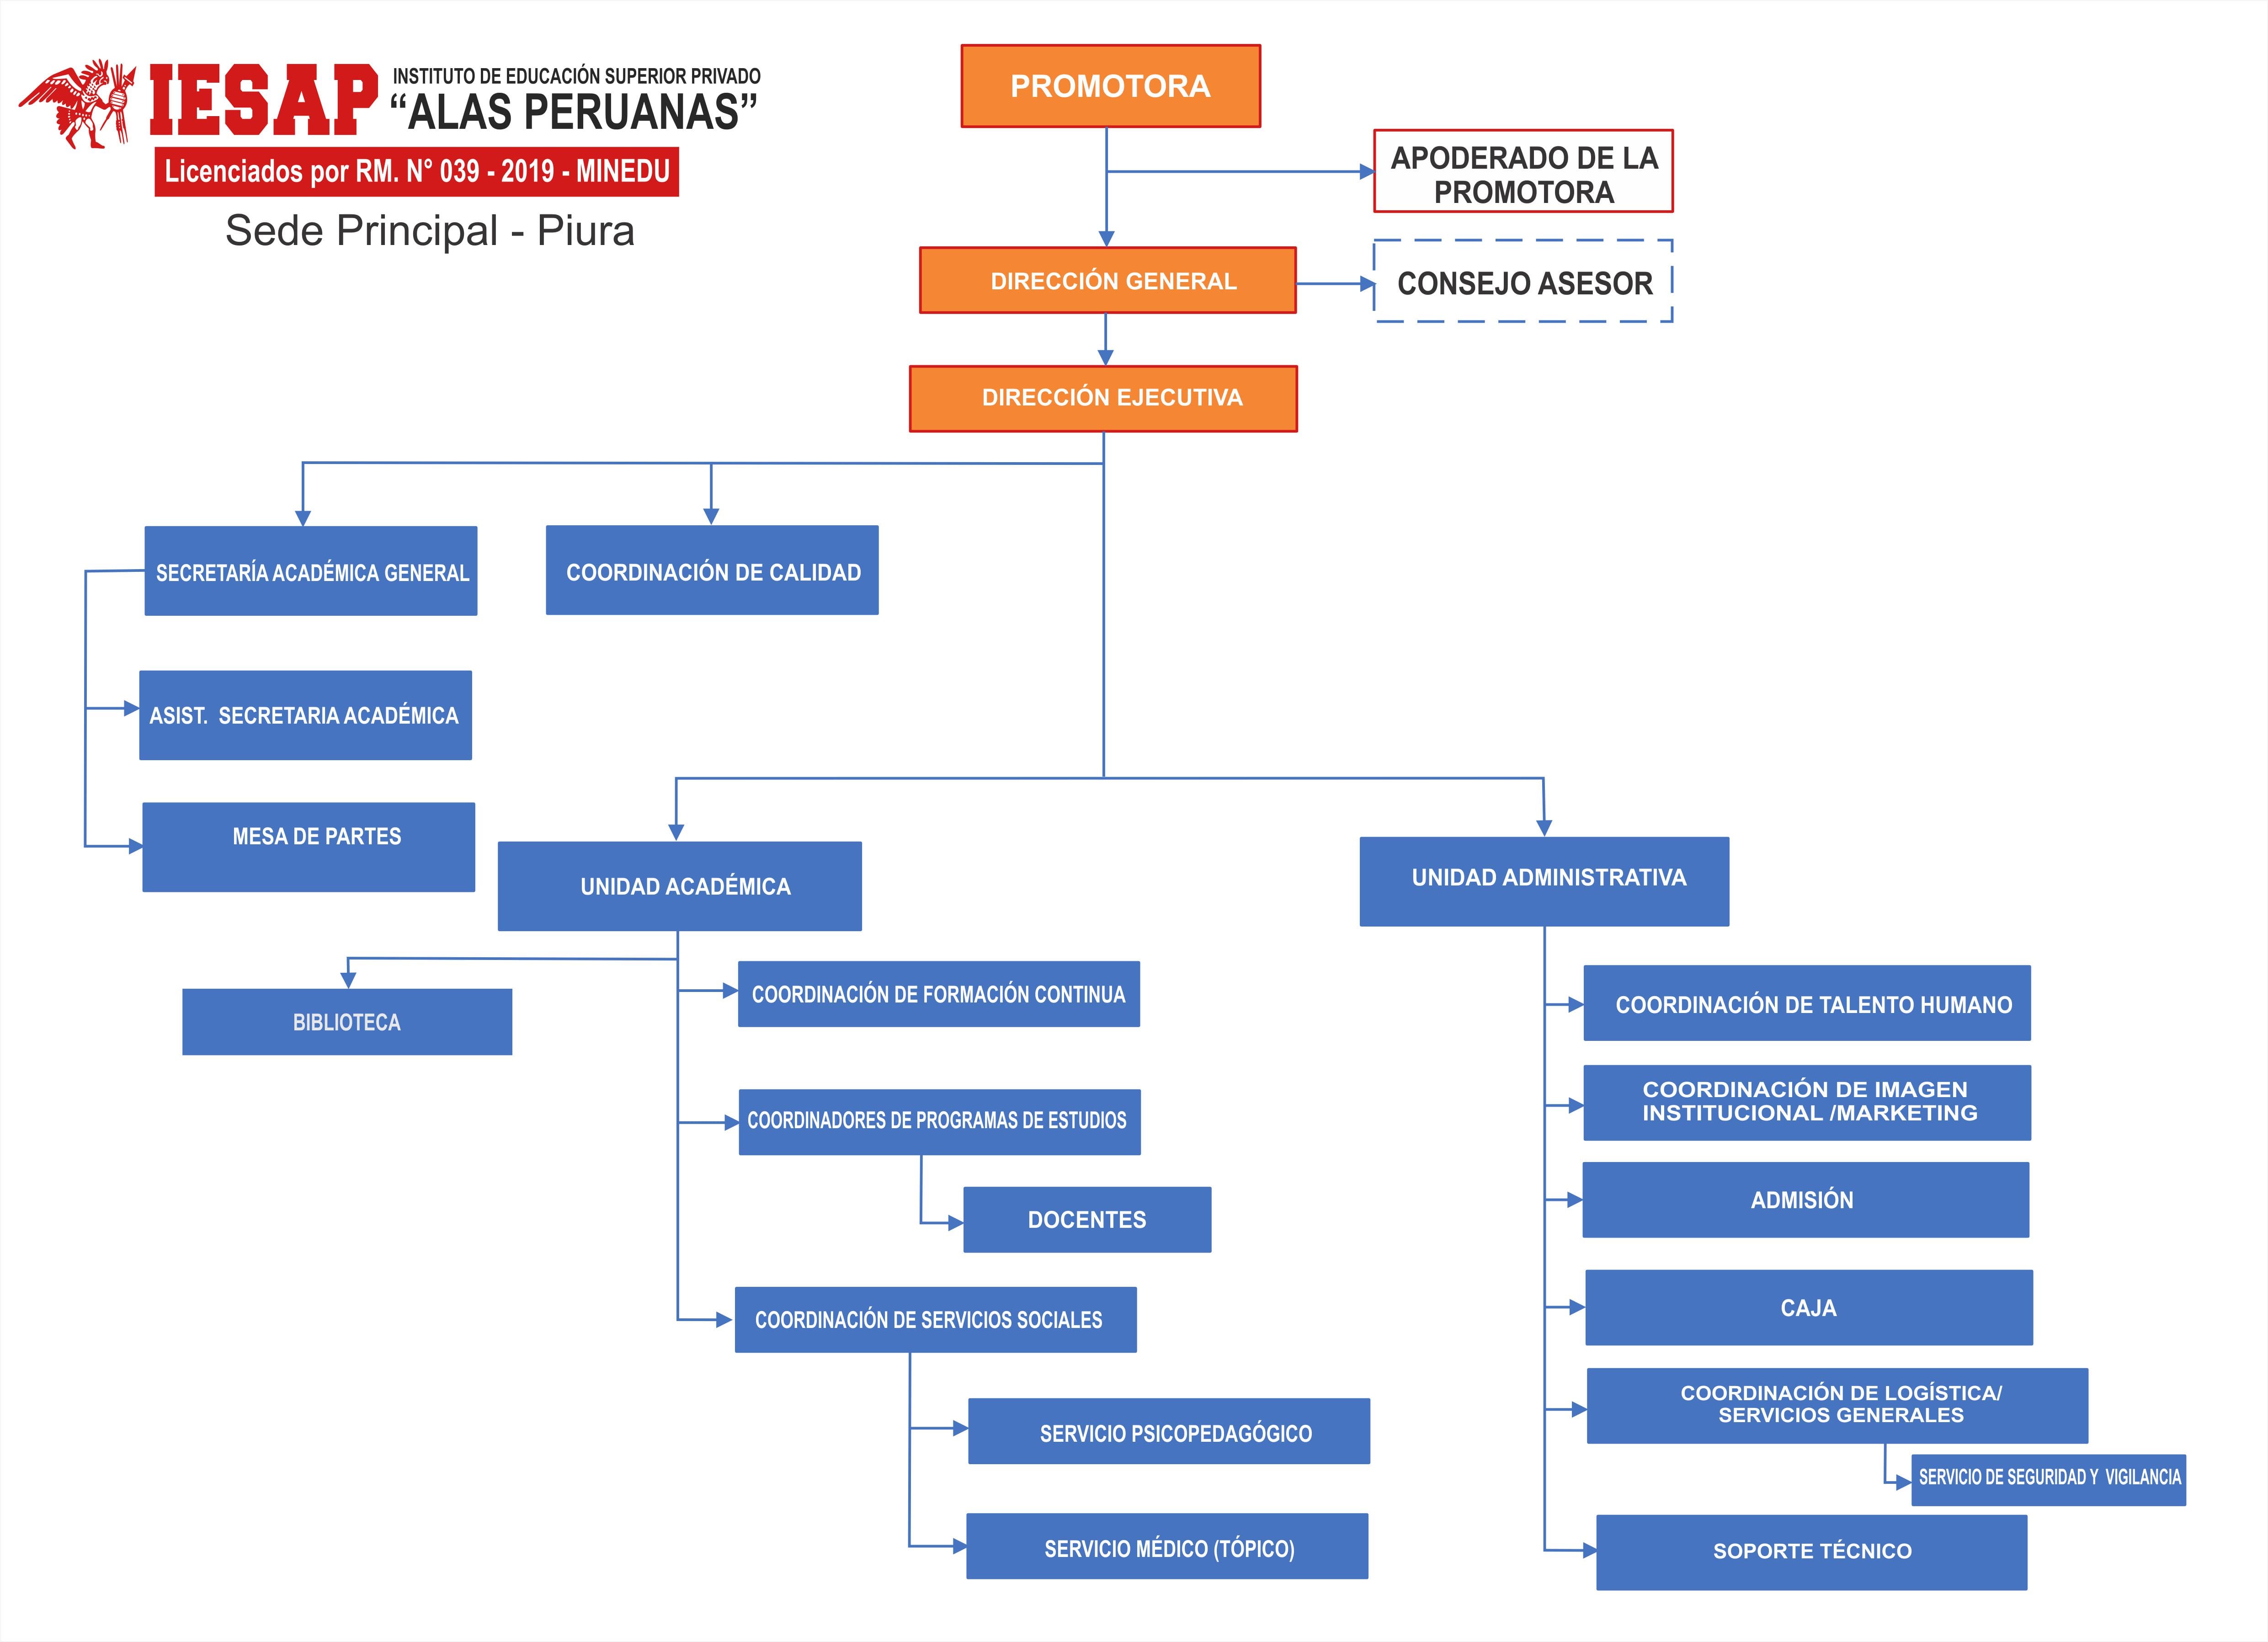 IESAP
INSTITUTO DE EDUCACIÓN SUPERIOR PRIVADO
“ALAS PERUANAS”
Licenciados por RM. N° 039 - 2019 - MINEDU
Sede Principal - Piura
PROMOTORA
APODERADO DE LA
PROMOTORA
DIRECCIÓN GENERAL
CONSEJO ASESOR
DIRECCIÓN EJECUTIVA
SECRETARÍA ACADÉMICA GENERAL
COORDINACIÓN DE CALIDAD
ASIST.  SECRETARIA ACADÉMICA
MESA DE PARTES
UNIDAD ACADÉMICA
UNIDAD ADMINISTRATIVA
BIBLIOTECA
COORDINACIÓN DE FORMACIÓN CONTINUA
COORDINADORES DE PROGRAMAS DE ESTUDIOS
DOCENTES
COORDINACIÓN DE SERVICIOS SOCIALES
SERVICIO PSICOPEDAGÓGICO
SERVICIO MÉDICO (TÓPICO)
COORDINACIÓN DE TALENTO HUMANO
COORDINACIÓN DE IMAGEN
INSTITUCIONAL /MARKETING
ADMISIÓN
CAJA
COORDINACIÓN DE LOGÍSTICA/
SERVICIOS GENERALES
SERVICIO DE SEGURIDAD Y  VIGILANCIA
SOPORTE TÉCNICO